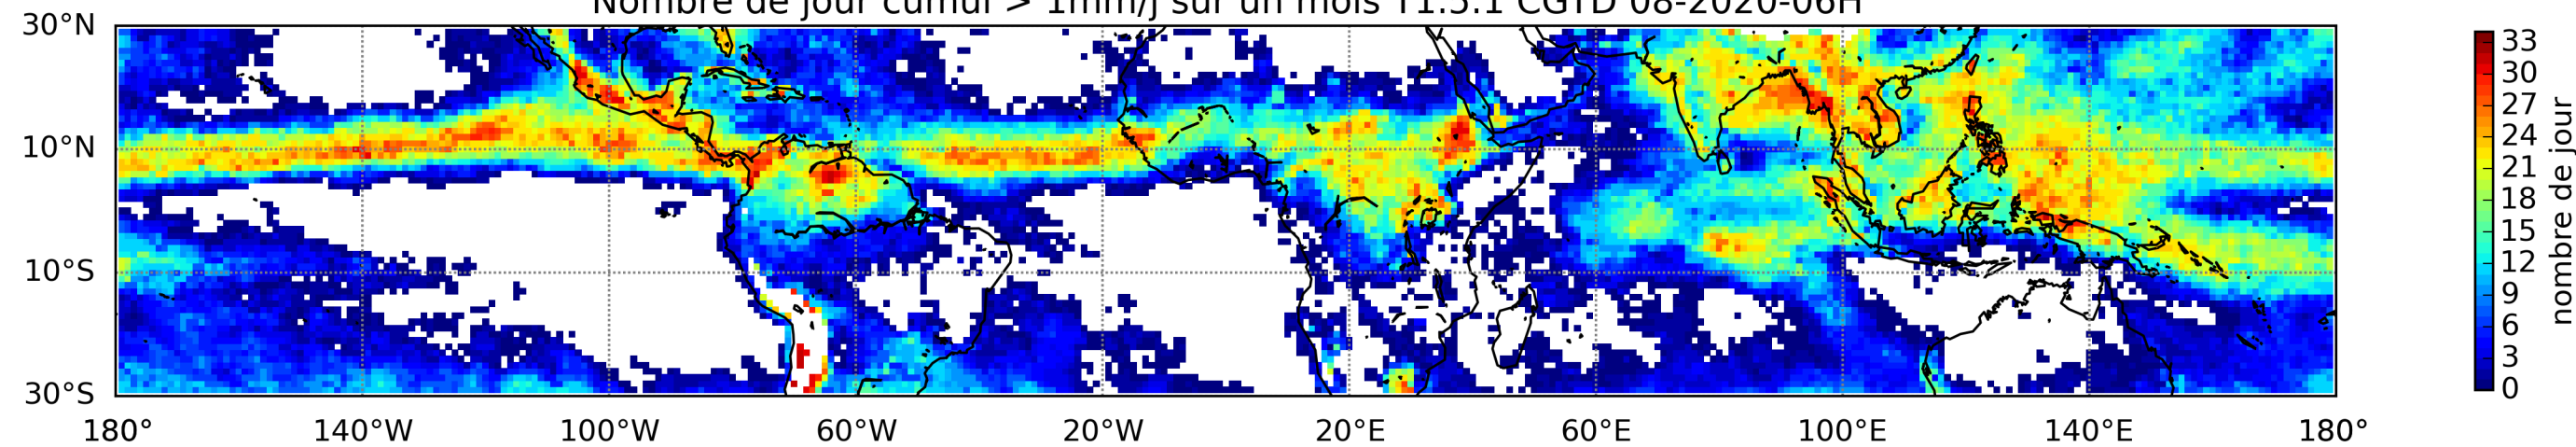 Nombre de jour cumul > 1mm/j sur un mois T1.5.1 CGTD 08-2020-06H
30°N
10°N
10°S
30°S
180° 140°W 100°W 60°W 20°W 20°E 60°E 100°E 140°E 180°
33
30
27
24
21
18
15
12
9
6
3
0
nombre de jour